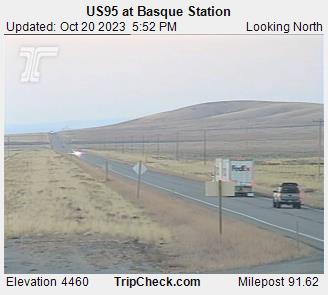 US95 at Basque Station
Updated: Oct 20 2023 5:52 PM Looking North
FedEx
Elevation 4460 TripCheck.com Milepost 91.62